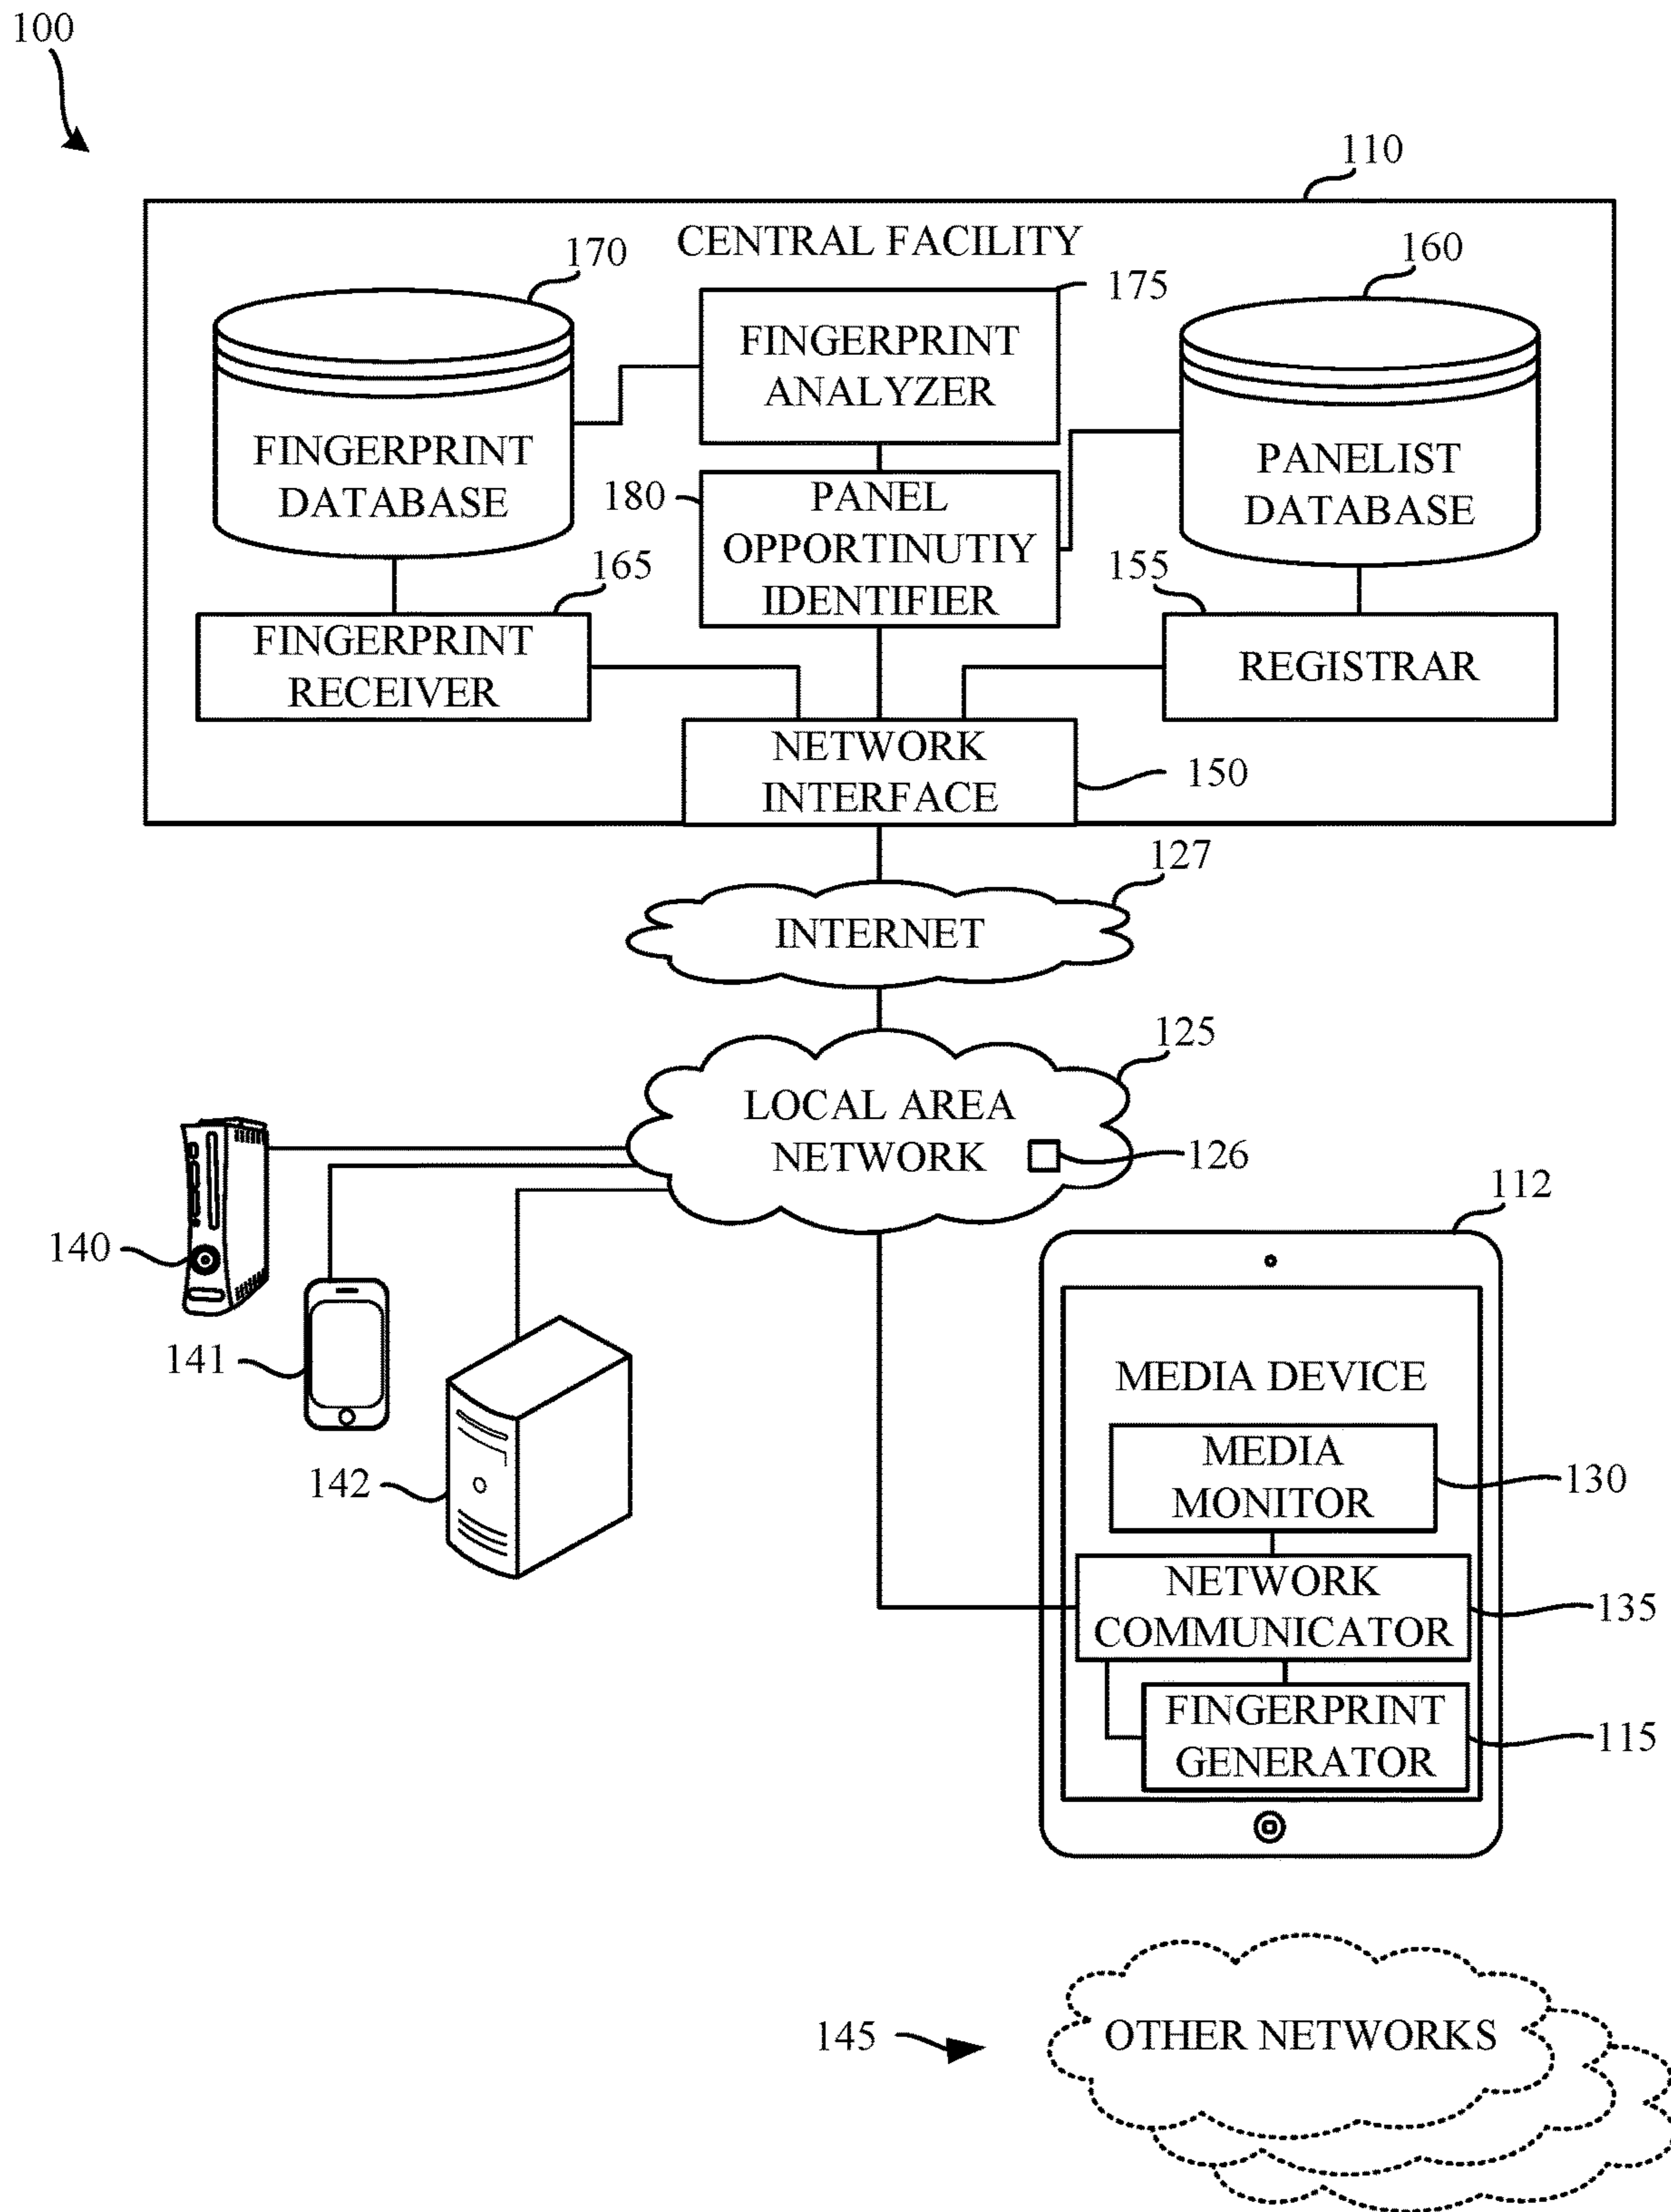 100
110
CENTRAL FACILITY
170
160
175
FINGERPRINT
ANALYZER
FINGERPRINT
DATABASE
PANELIST
DATABASE
180
PANEL
OPPORTINUTIY
IDENTIFIER
165
155
FINGERPRINT
RECEIVER
REGISTRAR
NETWORK
INTERFACE
150
127
INTERNET
125
LOCAL AREA
NETWORK
126
112
140
141
142
MEDIA DEVICE
MEDIA
MONITOR
130
NETWORK
COMMUNICATOR
135
FINGERPRINT
GENERATOR
115
145
OTHER NETWORKS